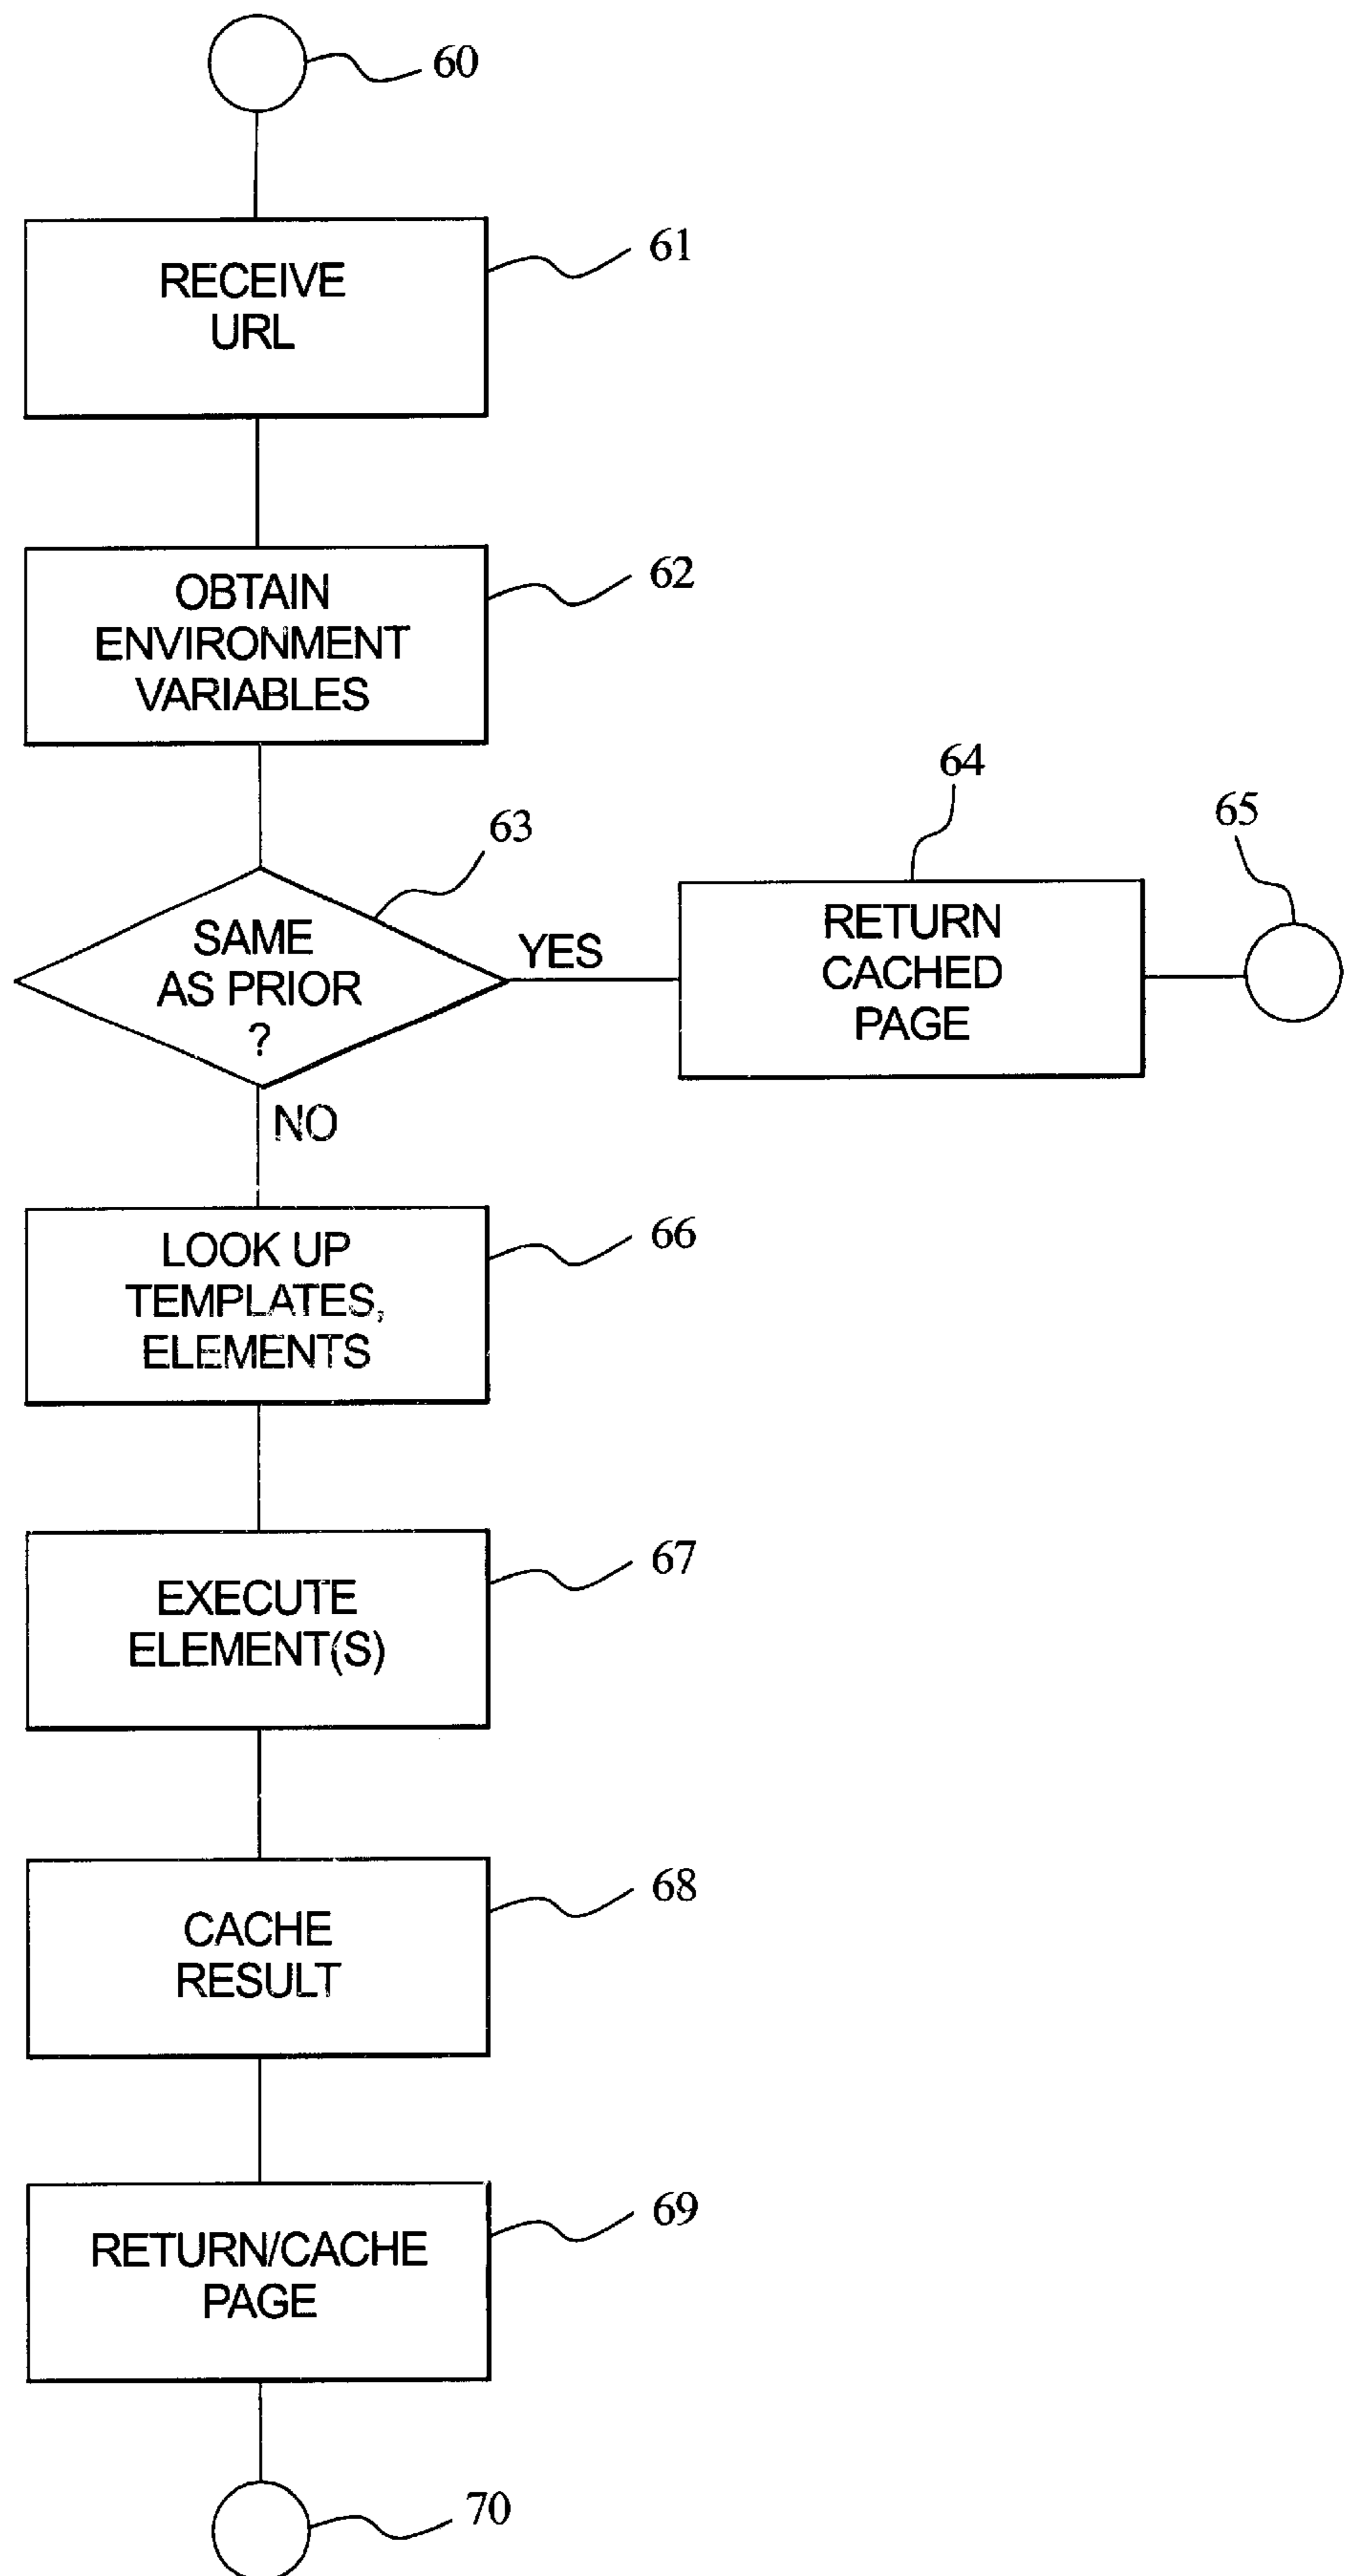 60
RECEIVE
URL
61
OBTAIN
ENVIRONMENT
VARIABLES
62
SAME
AS PRIOR
?
63
YES
RETURN
CACHED
PAGE
64
65
NO
LOOK UP
TEMPLATES,
ELEMENTS
66
EXECUTE
ELEMENT(S)
67
CACHE
RESULT
68
RETURN/CACHE
PAGE
69
70